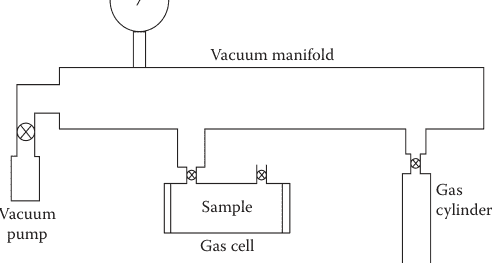 Vacuum manifold
Gas
cylinder
Sample
Vacuum
pump
Gas cell